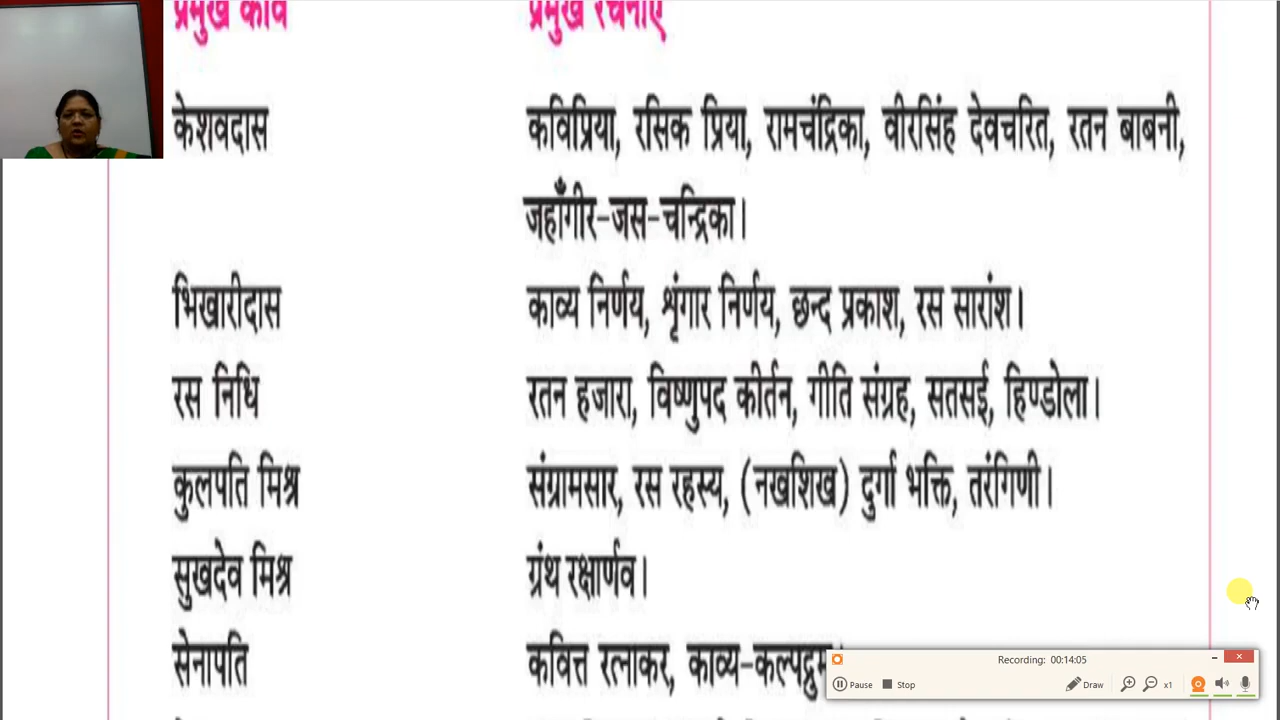 प्रमुख कवि प्रमुख रचनाएँ
केशवदास कविप्रिया, रसिक प्रिया, रामचंद्रिका, वीरसिंह देवचरित, रतन बाबनी,
जहाँगीर-जस-चन्द्रिका।
भिखारीदास काव्य निर्णय, शृंगार निर्णय, छन्द प्रकाश, रस सारांश।
रस निधि रतन हजारा, विष्णुपद कीर्तन, गीति संग्रह, सतसई, हिण्डोला।
कुलपति मिश्र संग्रामसार, रस रहस्य, (नखशिख) दुर्गा भक्ति, तरंगिणी।
सुखदेव मिश्र ग्रंथ रक्षार्णव।
सेनापति कवित्त रत्नाकर, काव्य-कल्पद्रुम
Recording: 00:14:05
Pause Stop Draw x1